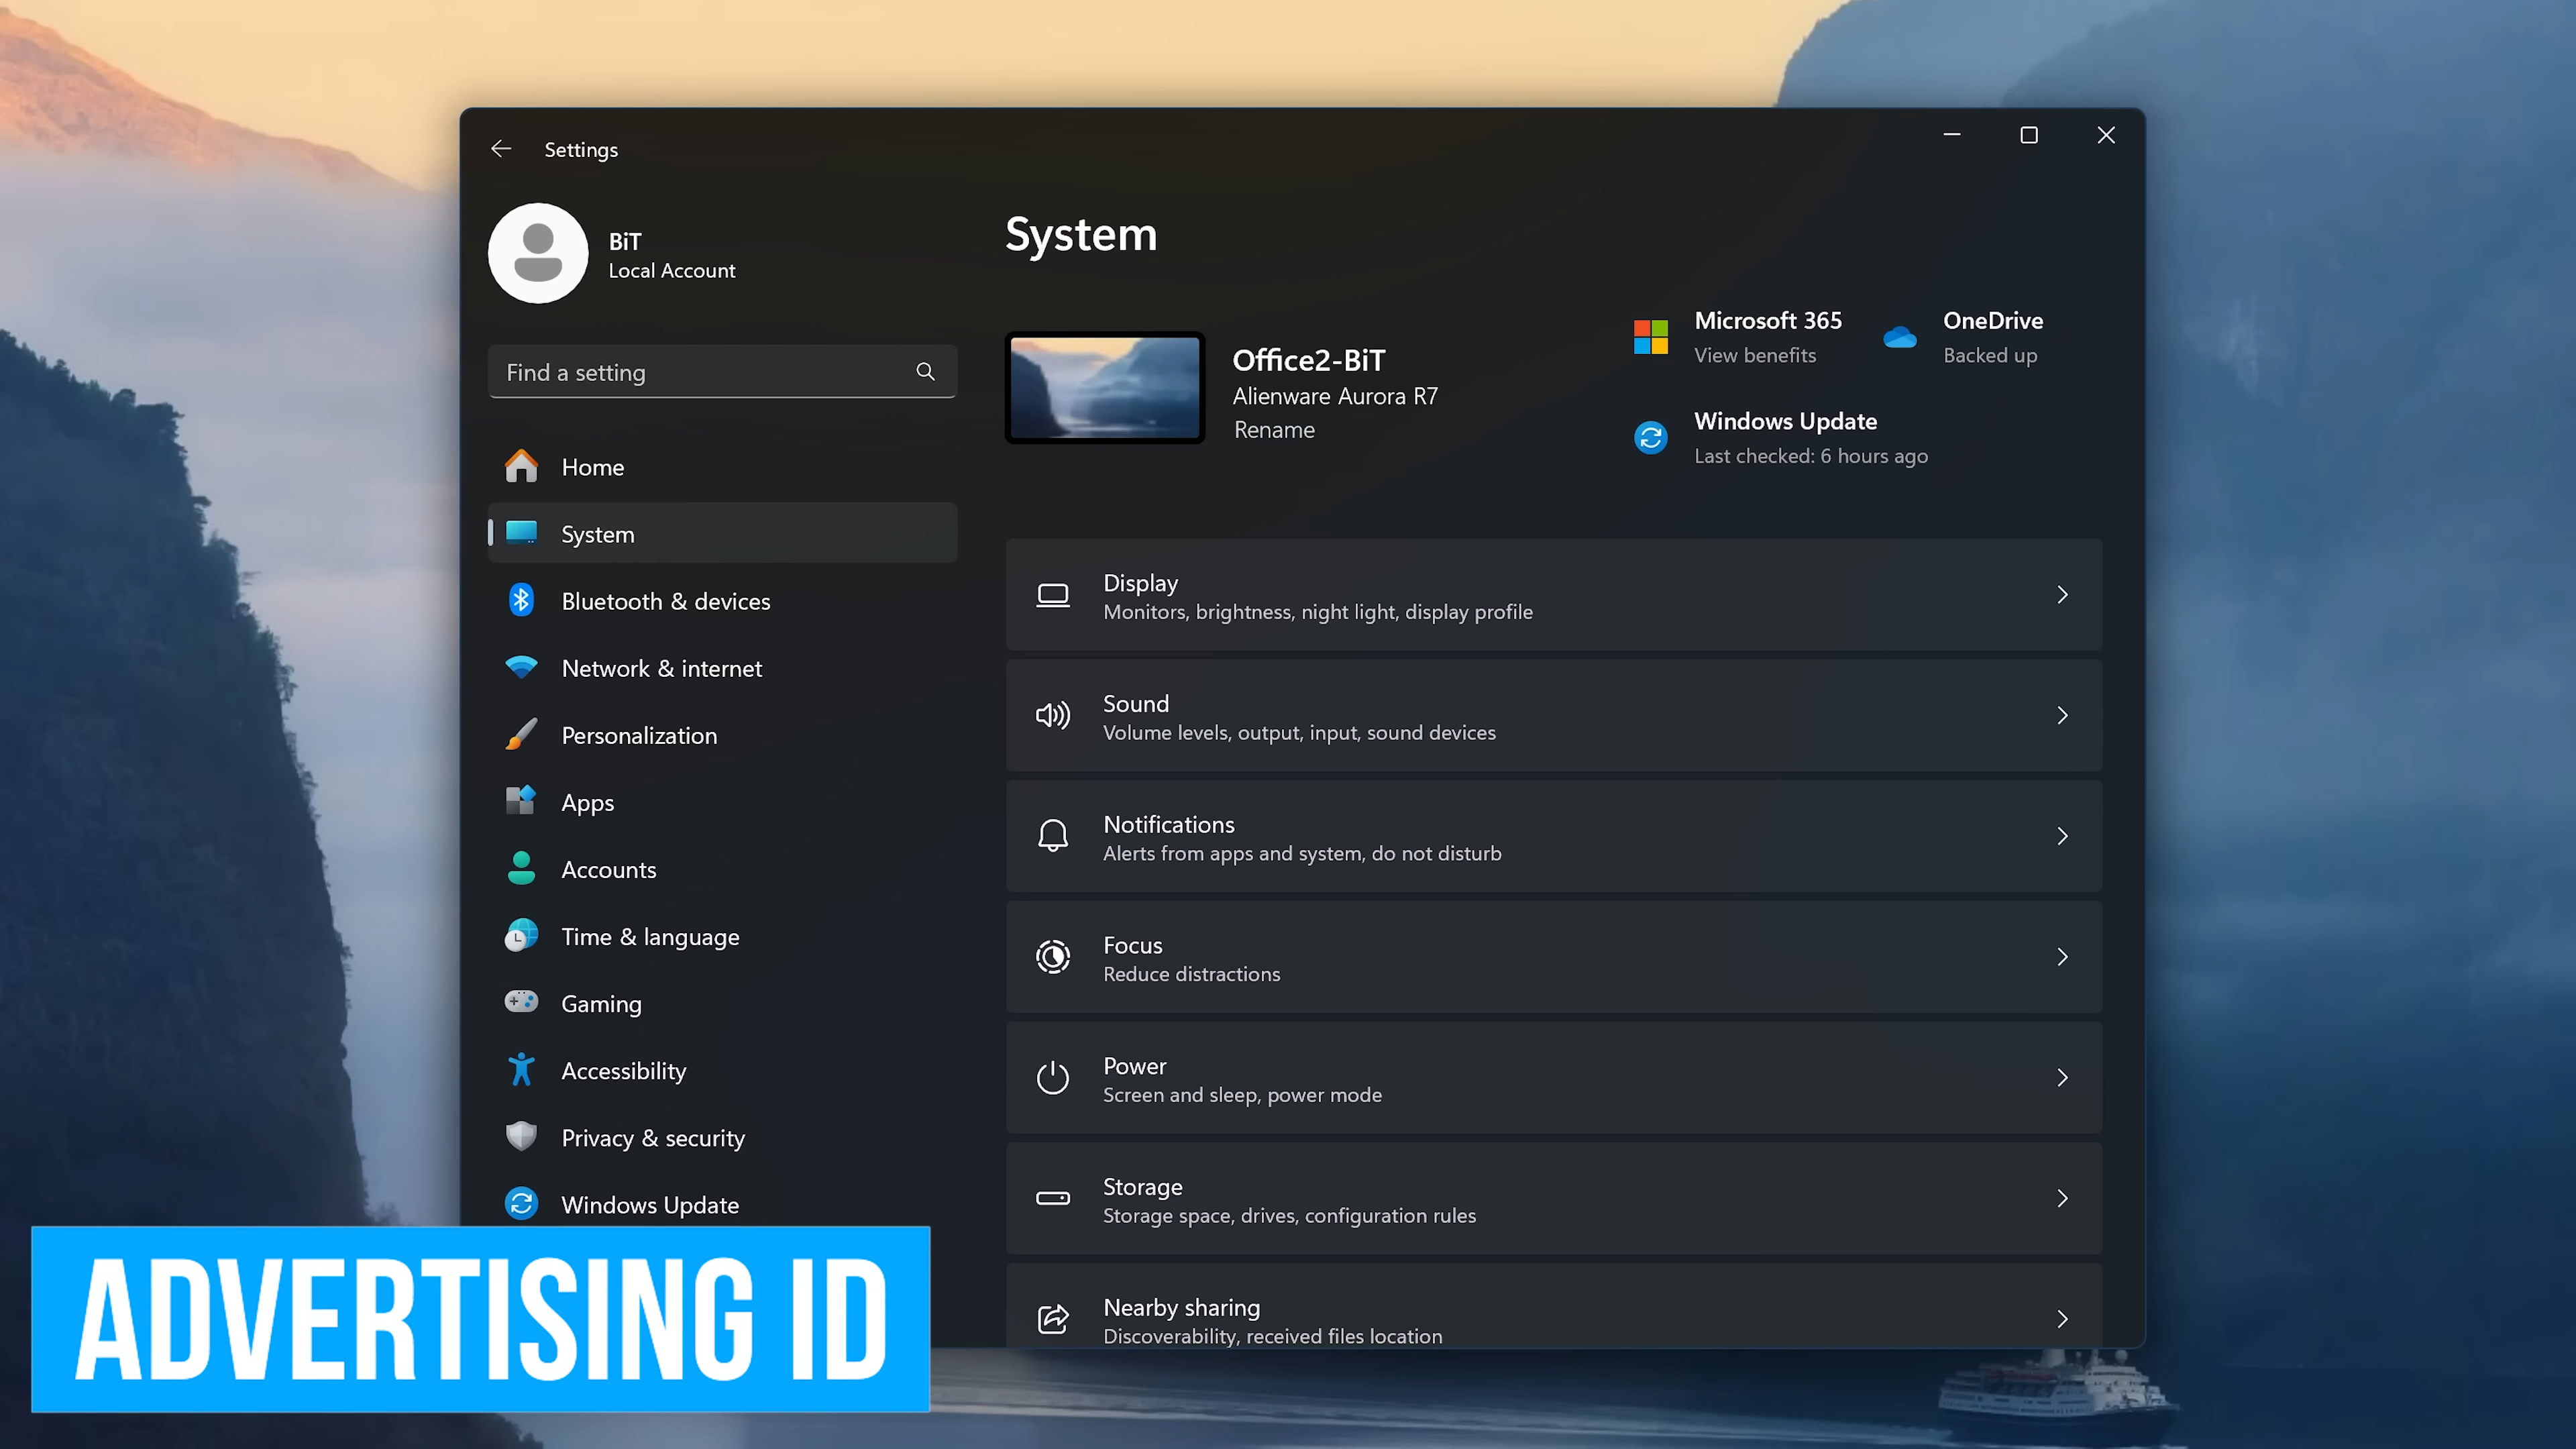 Settings
BiT
Local Account
Find a setting
Home
System
Bluetooth & devices
Network & internet
Personalization
Apps
Accounts
Time & language
Gaming
Accessibility
Privacy & security
Windows Update
System
Office2-BiT
Alienware Aurora R7
Rename
Microsoft 365
View benefits
OneDrive
Backed up
Windows Update
Last checked: 6 hours ago
Display
Monitors, brightness, night light, display profile
Sound
Volume levels, output, input, sound devices
Notifications
Alerts from apps and system, do not disturb
Focus
Reduce distractions
Power
Screen and sleep, power mode
Storage
Storage space, drives, configuration rules
Nearby sharing
Discoverability, received files location
ADVERTISING ID